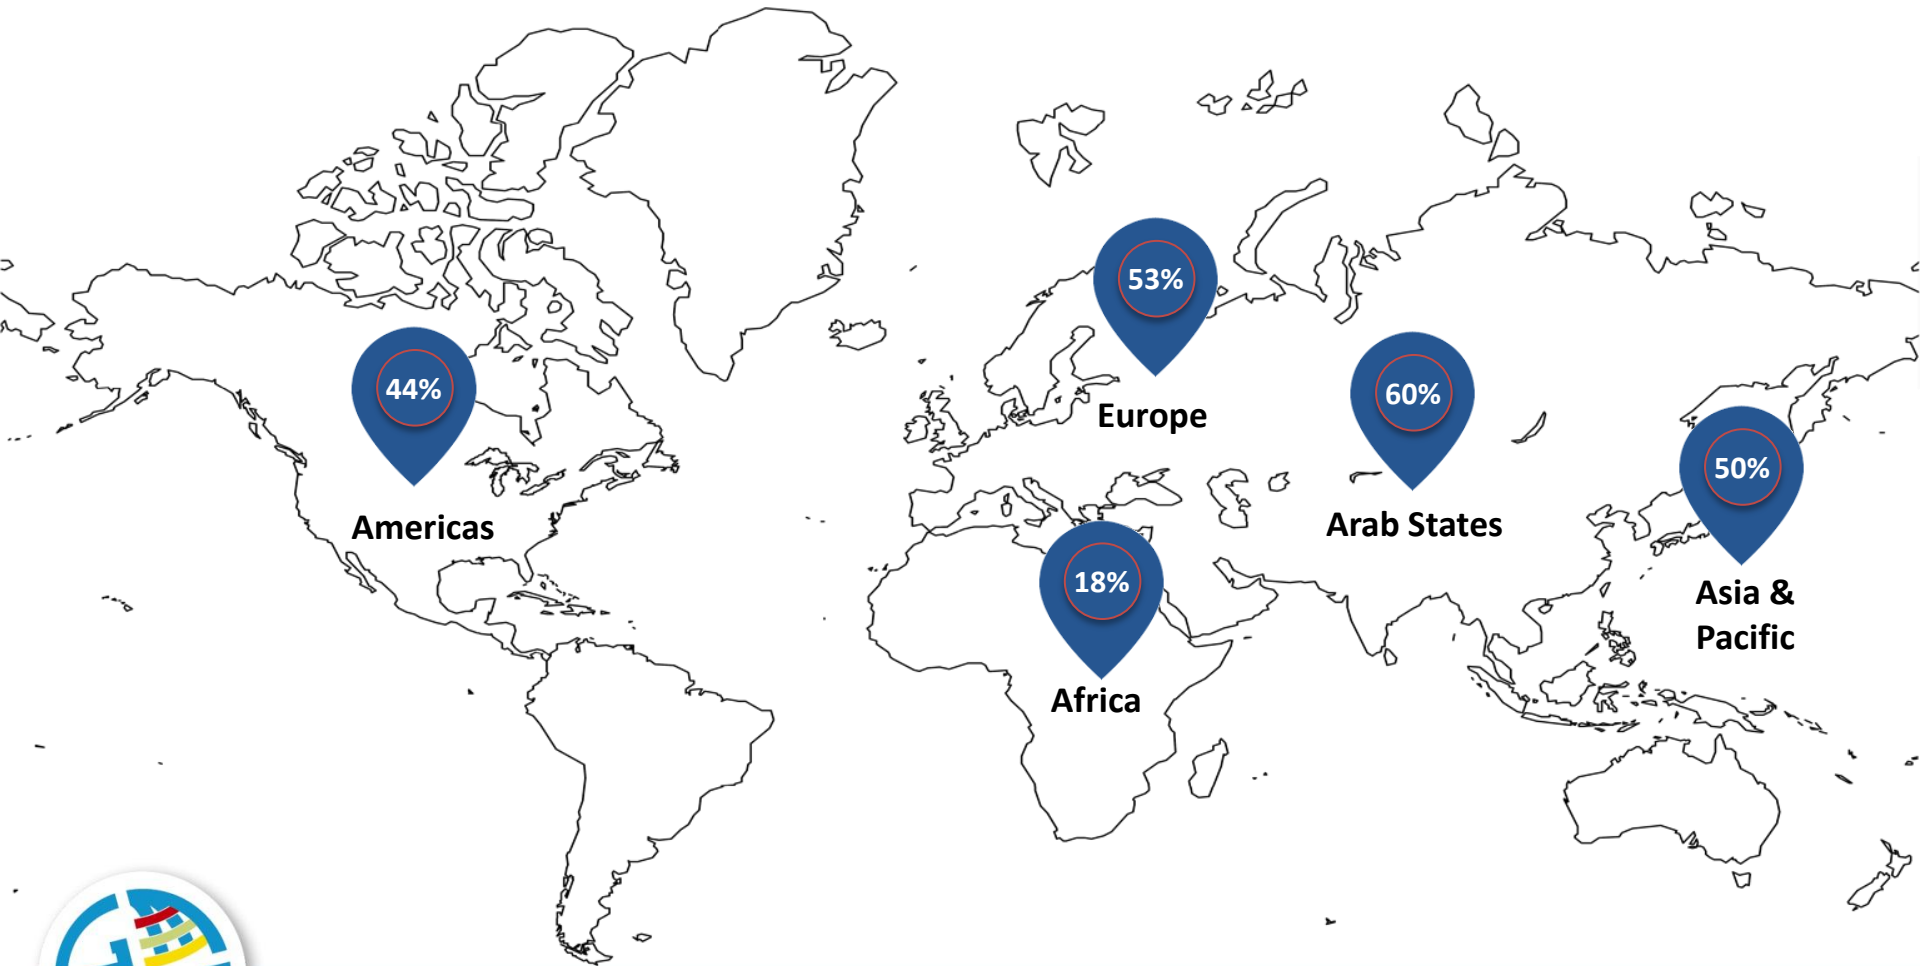 53%
Europe
44%
Americas
60%
Arab States
50%
Asia &
Pacific
18%
Africa